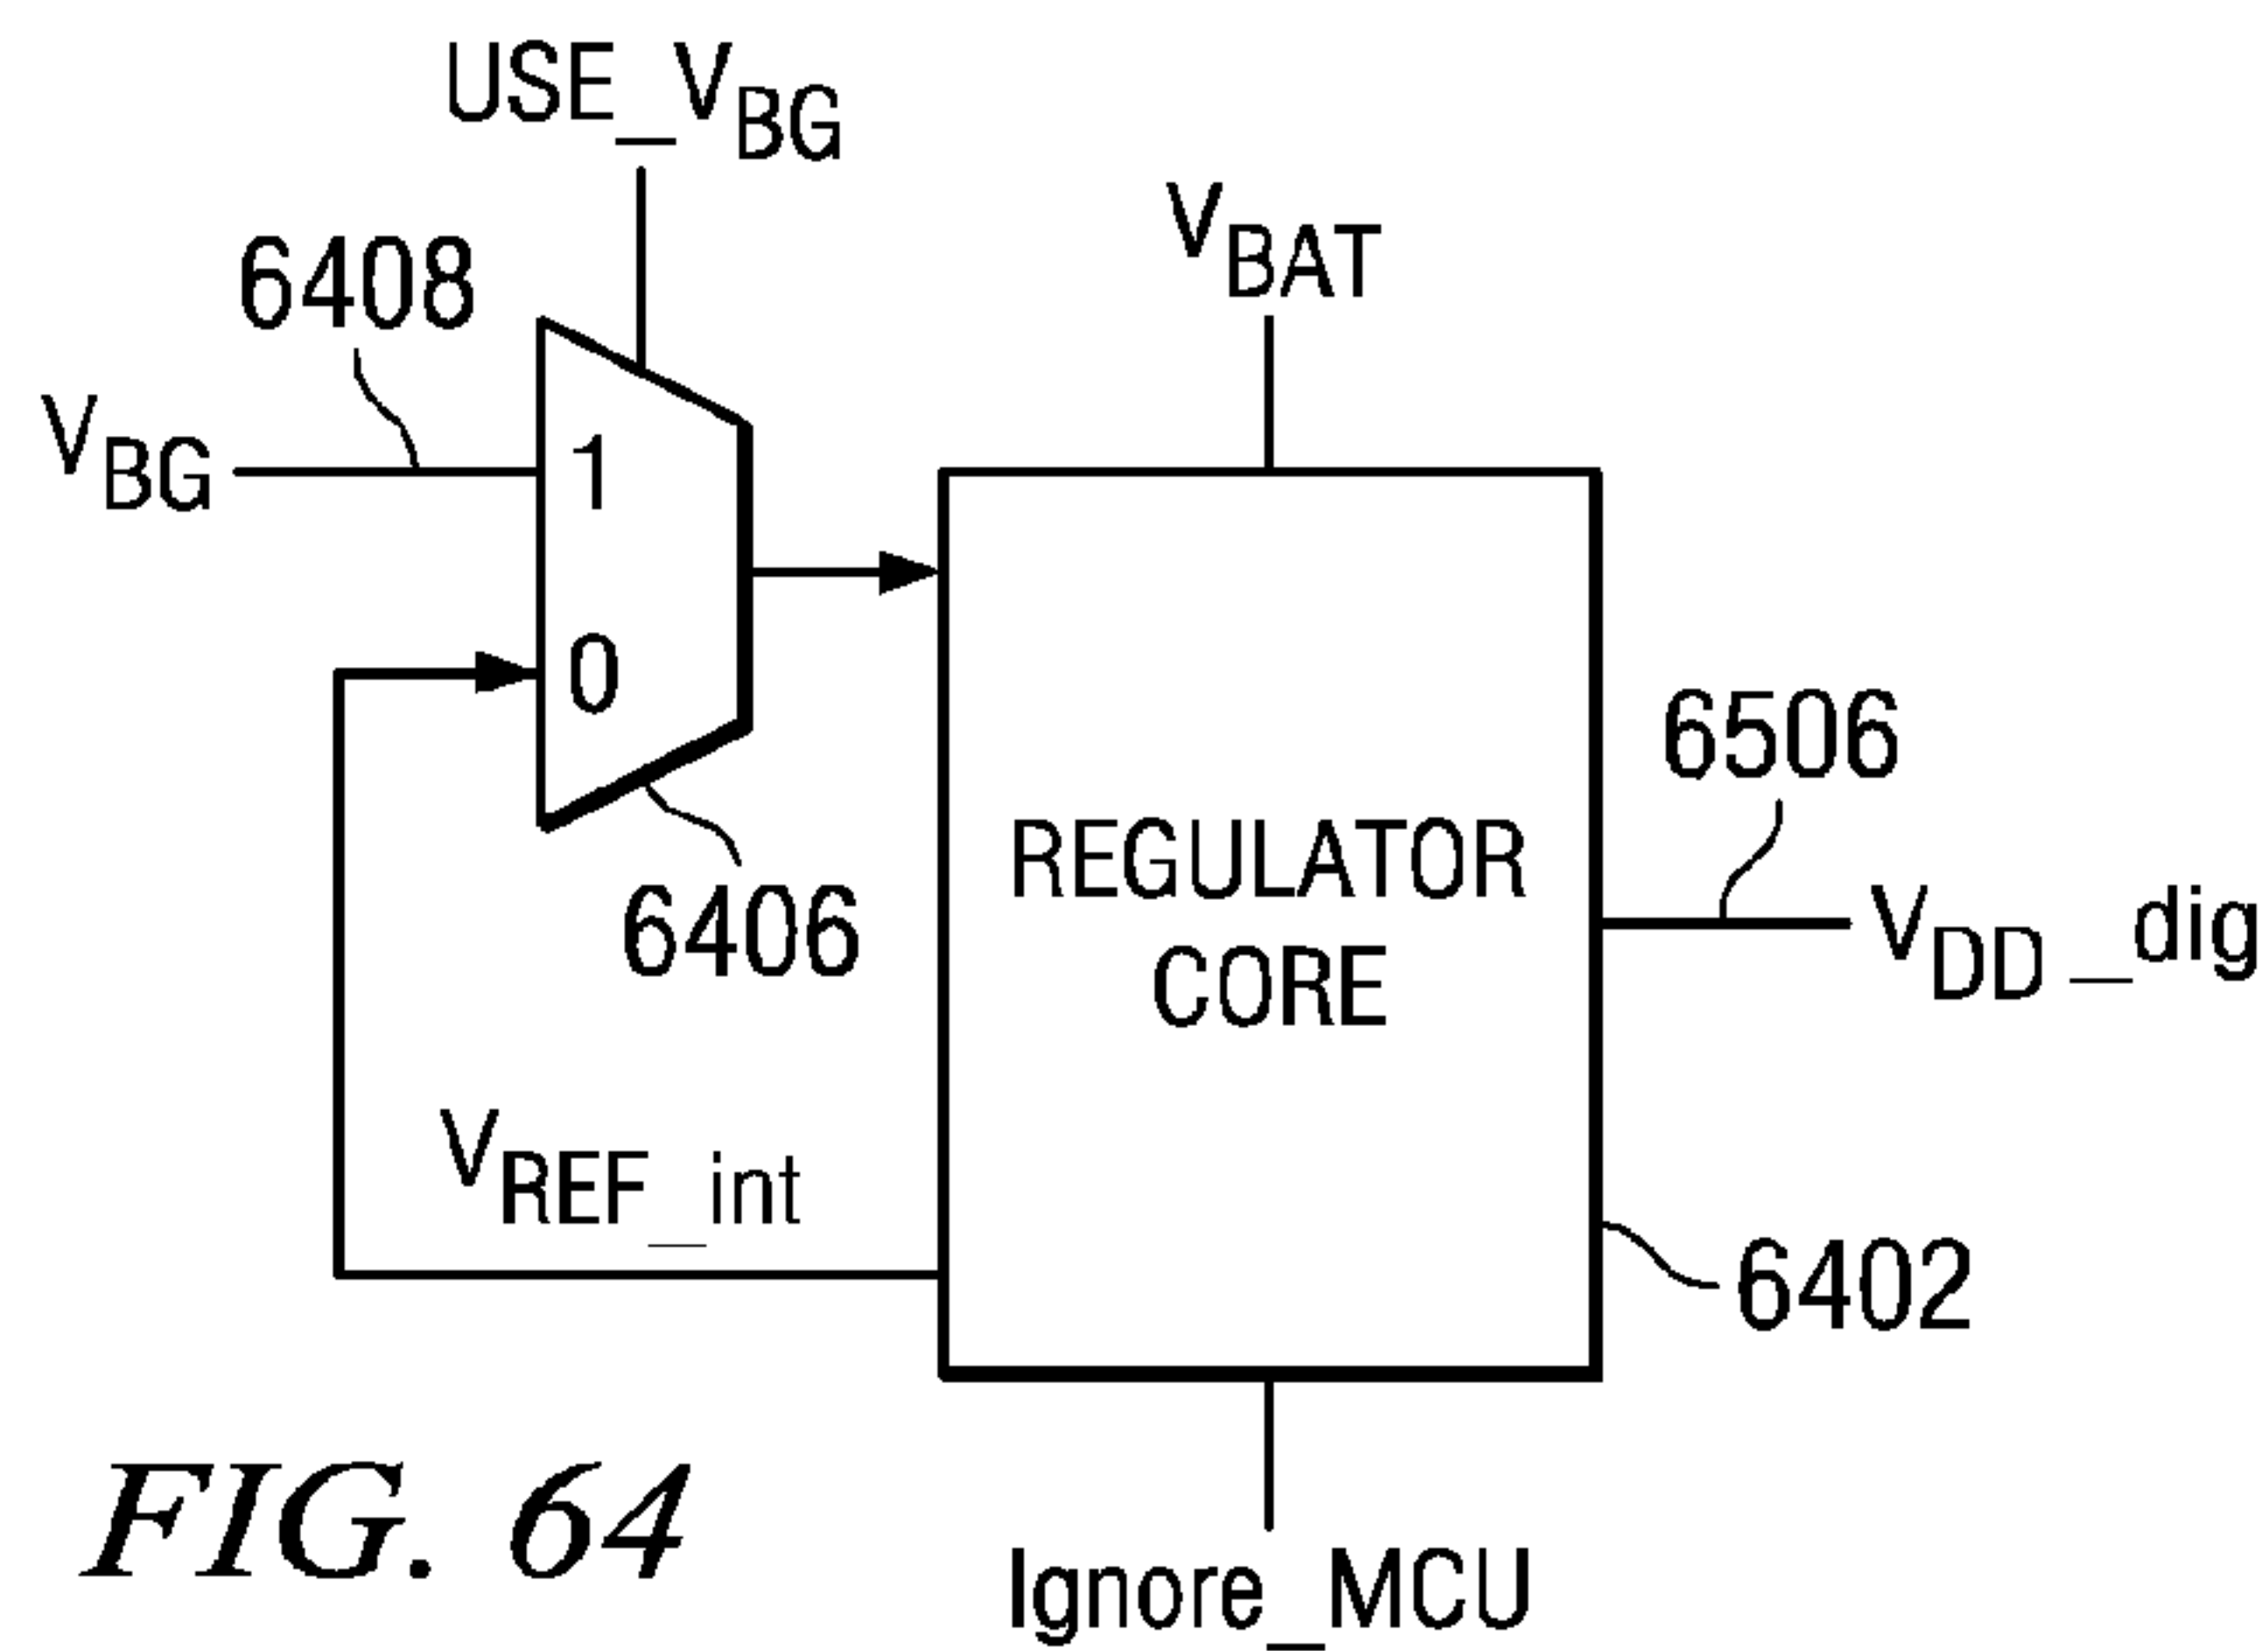 USE_VBG
6408
VBAT
VBG
1
0
6406
REGULATOR
CORE
6506
VDD_dig
VREF_int
6402
FIG. 64
Ignore_MCU